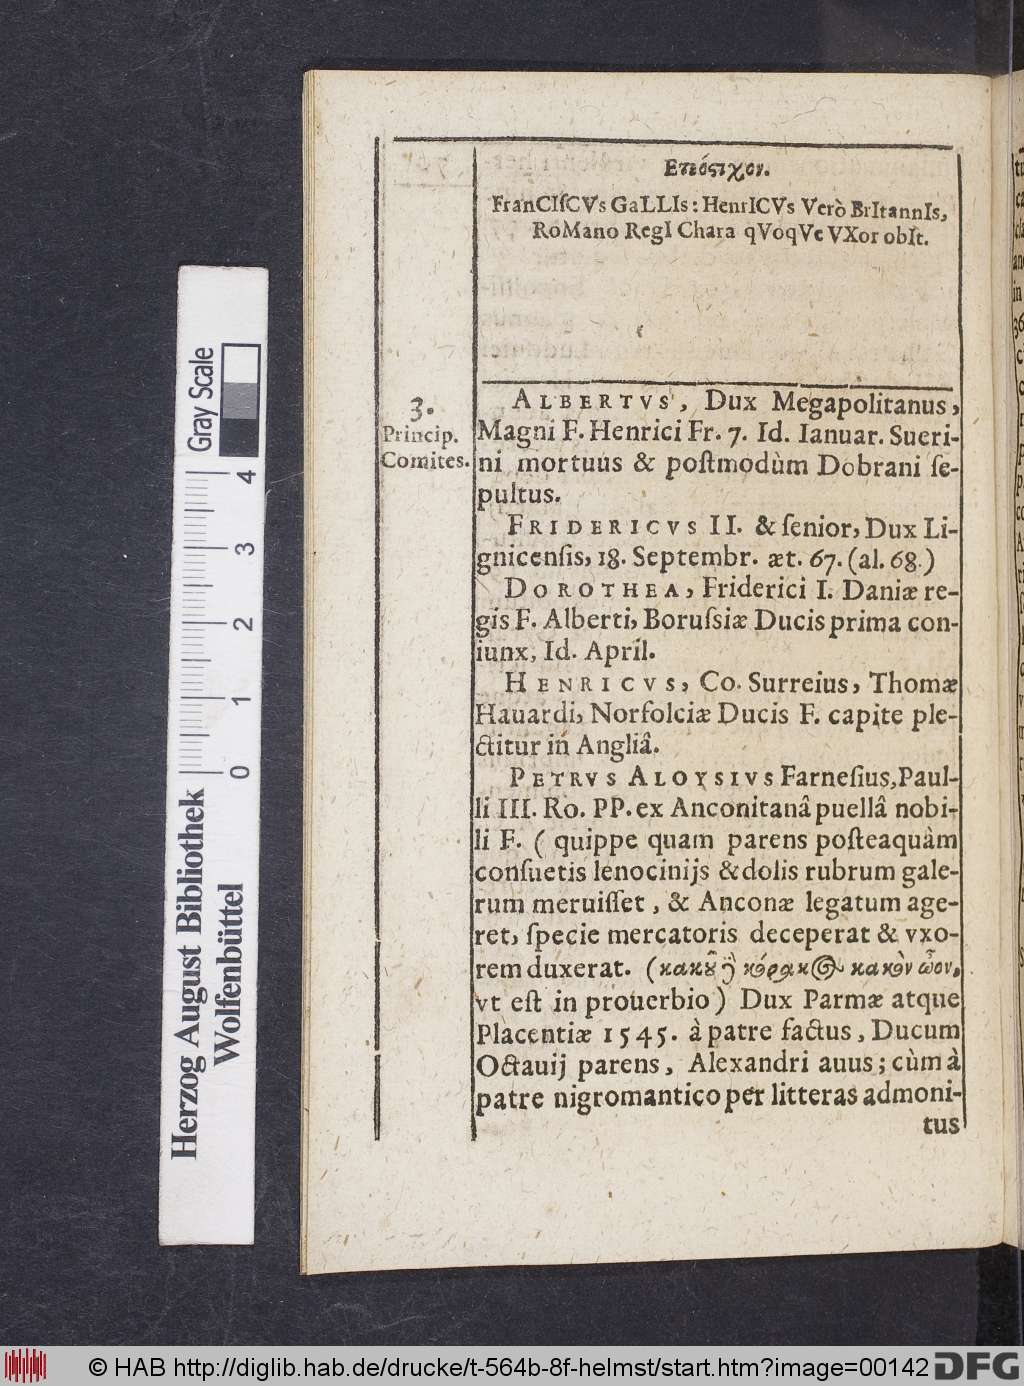 Ετεόςιχον.
FranCIſCVs GaLLIs: HenrICVs Verò BrItannIs,
RoMano RegI Chara qVoqVe VXor obIt.
3.
Princip.
Comites.
ALBERTVS, Dux Megapolitanus,
Magni F. Henrici Fr. 7. Id. Ianuar. Sueri-
ni mortuus & poſtmodùm Dobrani ſe-
pultus.
FRIDERICVS II. & ſenior, Dux Li-
gnicenſis, 18. Septembr. æt. 67. (al. 68.)
DOROTHEA, Friderici I. Daniæ re-
gis F. Alberti, Boruſsiæ Ducis prima con-
iunx, Id. April.
HENRICVS, Co. Surreius, Thomæ
Hauardi, Norfolciæ Ducis F. capite ple-
ctitur in Angliâ.
PETRVS ALOYSIVS Farneſius, Paul-
li III. Ro. PP. ex Anconitanâ puellâ nobi-
li F. ( quippe quam parens poſteaquàm
conſuetis lenocinijs & dolis rubrum gale-
rum meruiſſet, & Anconæ legatum age-
ret, ſpecie mercatoris deceperat & vxo-
rem duxerat. (κακοῦ κόρακος κακὸν ὦον,
vt eſt in prouerbio) Dux Parmæ atque
Placentiæ 1545. à patre factus, Ducum
Octauij parens, Alexandri auus; cùm à
patre nigromantico per litteras admoni-
tus
Gray Scale
0 1 2 3 4
Herzog August Bibliothek
Wolfenbüttel
© HAB http://diglib.hab.de/drucke/t-564b-8f-helmst/start.htm?image=00142
DFG